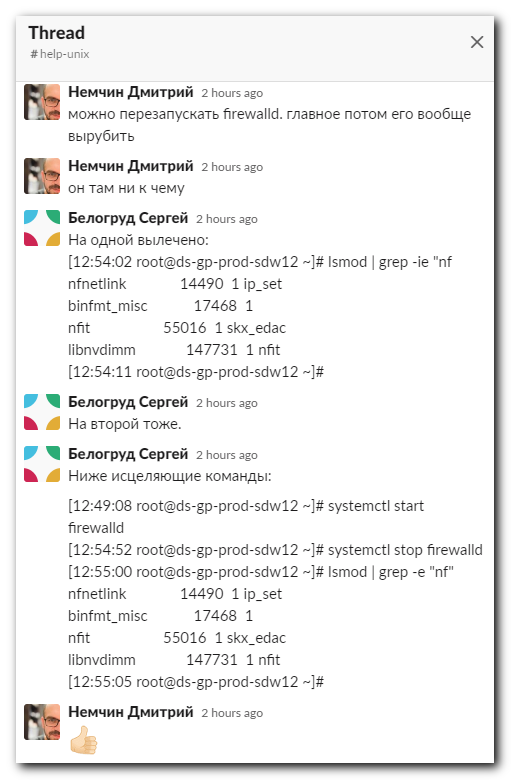 Thread
#help-unix
Немчин Дмитрий 2 hours ago
можно перезапускать firewalld. главное потом его вообще
вырубить
Немчин Дмитрий 2 hours ago
он там ни к чему
Белогруд Сергей 2 hours ago
На одной вылечено:
[12:54:02 root@ds-gp-prod-sdw12 ~]# lsmod | grep -ie "nf
nfnetlink 14490 1 ip_set
binfmt_misc 17468 1
nfit 55016 1 skx_edac
libnvdimm 147731 1 nfit
[12:54:11 root@ds-gp-prod-sdw12 ~]#
Белогруд Сергей 2 hours ago
На второй тоже.
Белогруд Сергей 2 hours ago
Ниже исцеляющие команды:
[12:49:08 root@ds-gp-prod-sdw12 ~]# systemctl start
firewalld
[12:54:52 root@ds-gp-prod-sdw12 ~]# systemctl stop firewalld
[12:55:00 root@ds-gp-prod-sdw12 ~]# lsmod | grep -e "nf"
nfnetlink 14490 1 ip_set
binfmt_misc 17468 1
nfit 55016 1 skx_edac
libnvdimm 147731 1 nfit
[12:55:05 root@ds-gp-prod-sdw12 ~]#
Немчин Дмитрий 2 hours ago